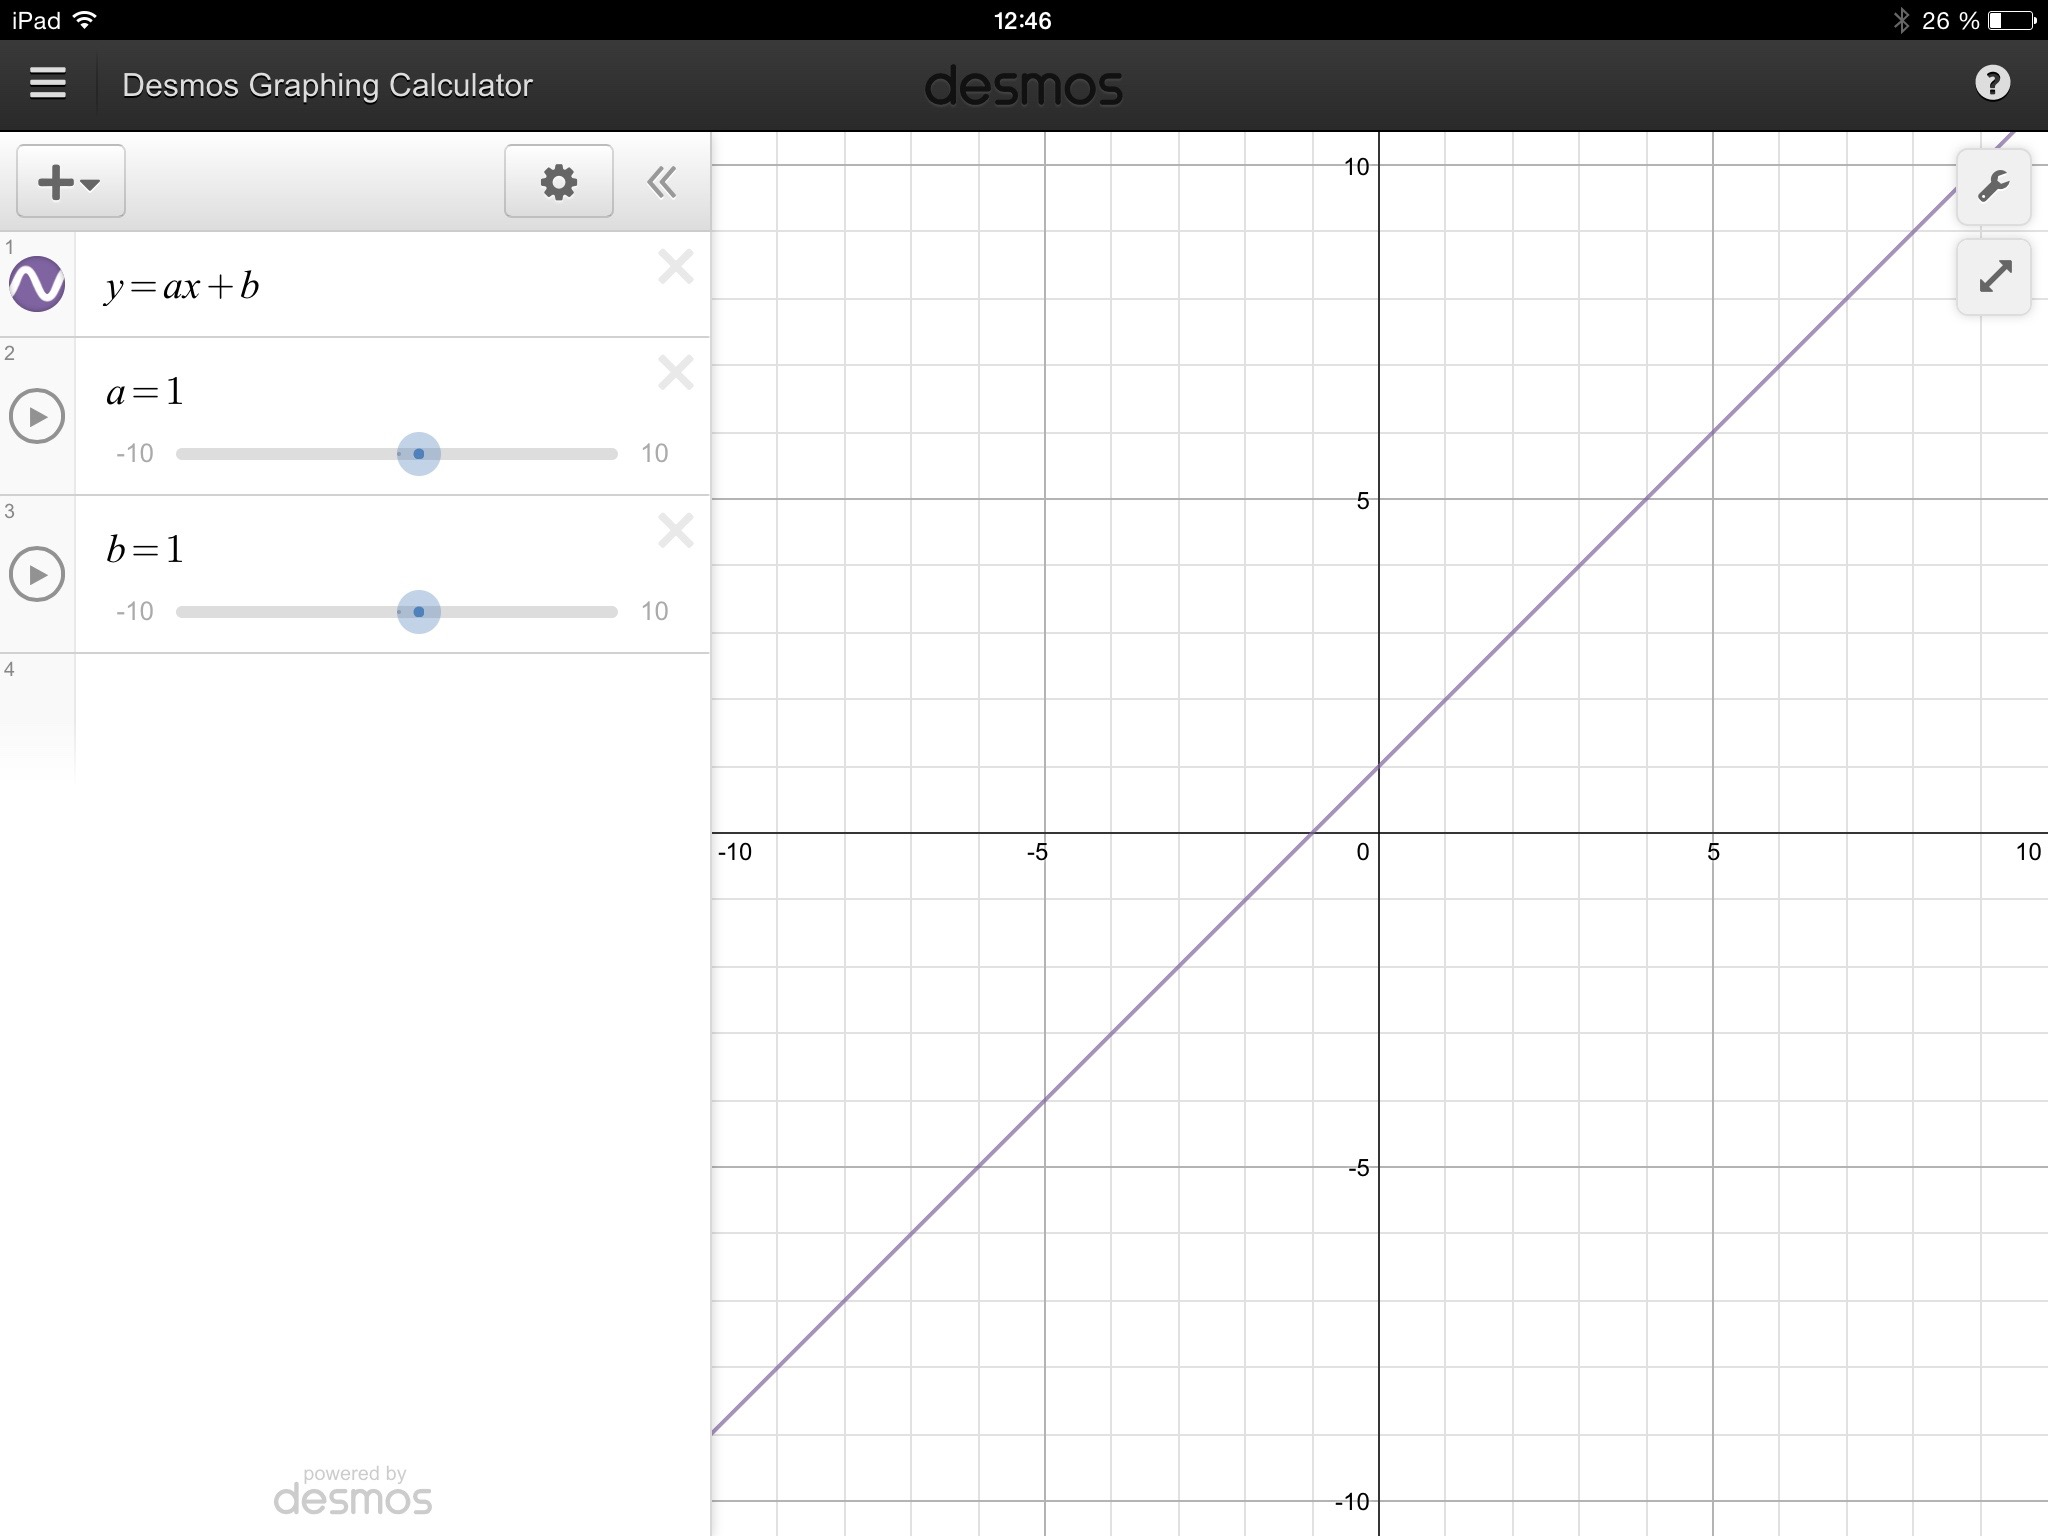 iPad 12:46 26 %
Desmos Graphing Calculator desmos ?
1
y=ax+b
2
a=1
-10 10
3
b=1
-10 10
4
powered by
desmos
10
5
-10 -5 0 5 10
-5
-10